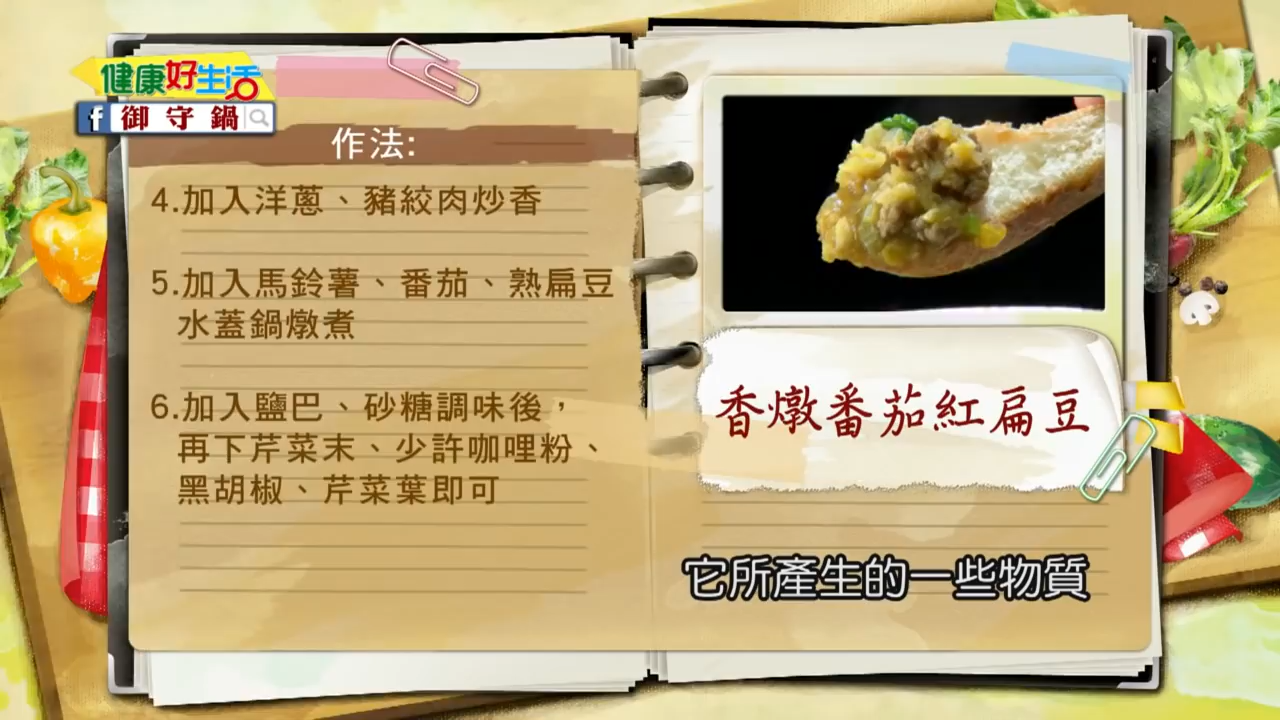 健康好生活
f 御守鍋
作法:
4.加入洋蔥、豬絞肉炒香
5.加入馬鈴薯、番茄、熟扁豆
水蓋鍋燉煮
6.加入鹽巴、砂糖調味後，
再下芹菜末、少許咖哩粉、
黑胡椒、芹菜葉即可
香燉番茄紅扁豆
它所產生的一些物質